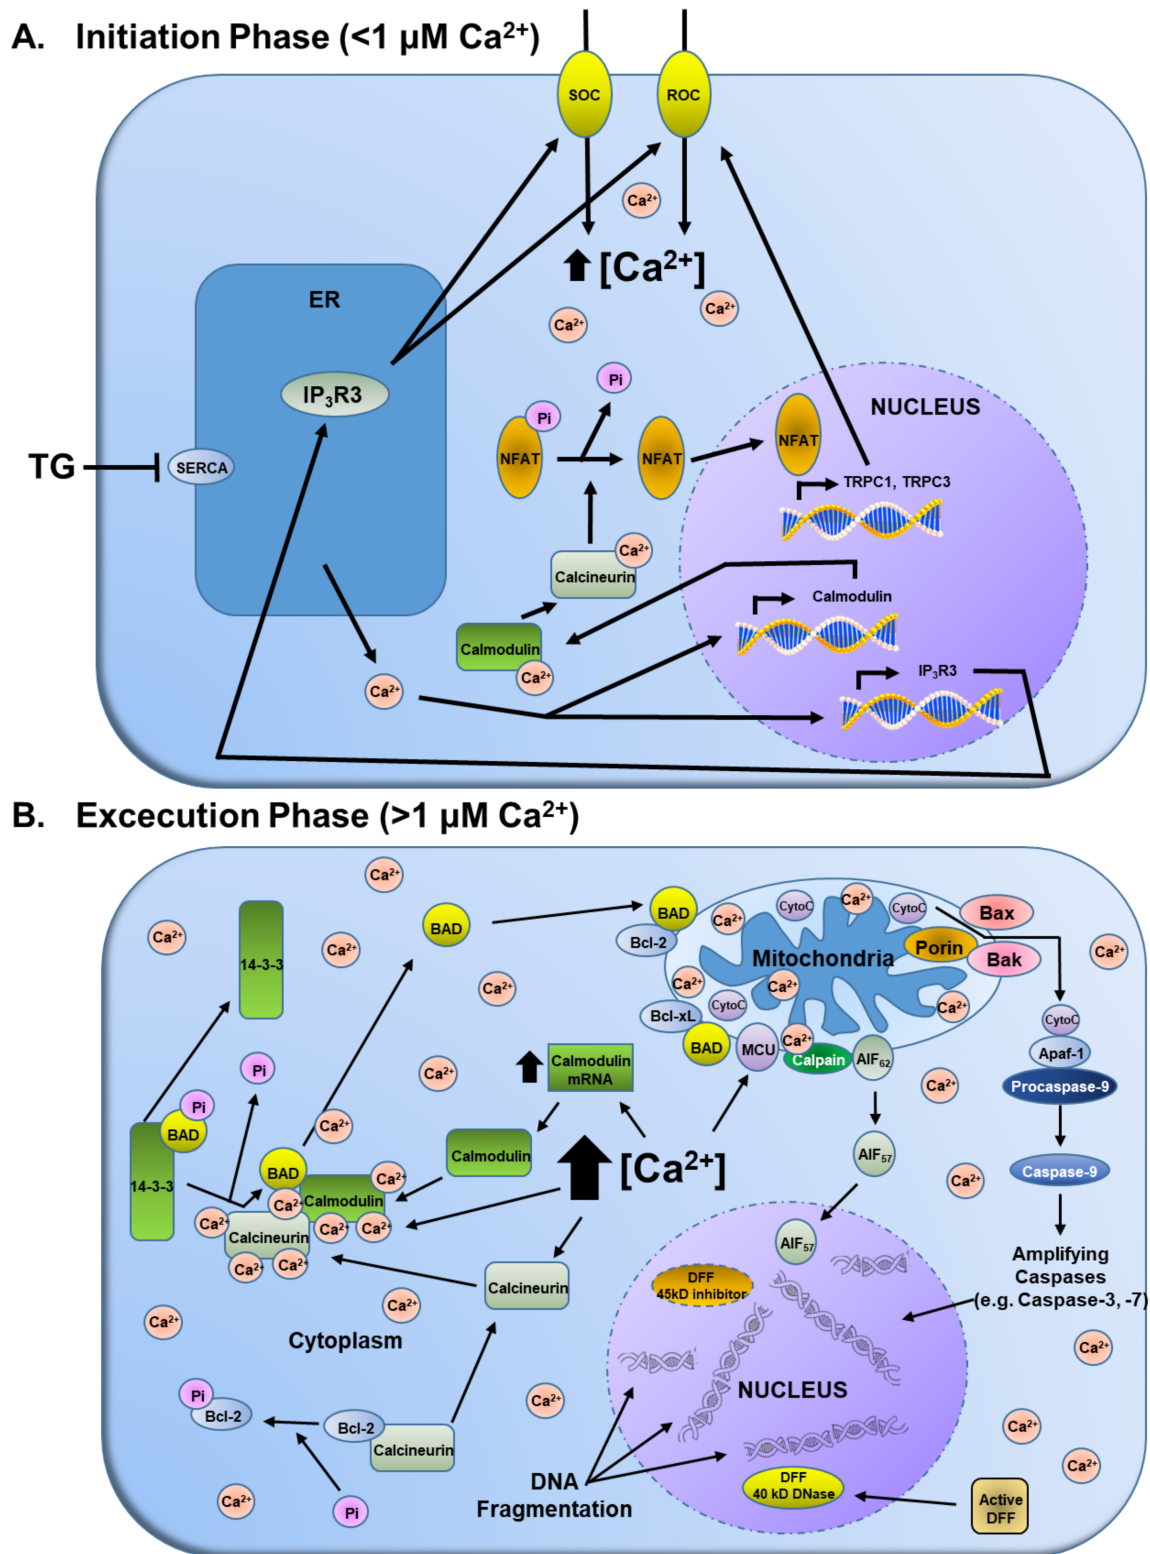 A. Initiation Phase (<1 µM Ca²⁺)
SOC
ROC
Ca²⁺
[Ca²⁺]
ER
Ca²⁺
Ca²⁺
IP₃R3
Pi
Pi
NUCLEUS
NFAT
NFAT
NFAT
TG
SERCA
TRPC1, TRPC3
Ca²⁺
Calcineurin
Calmodulin
Calmodulin
Ca²⁺
Ca²⁺
IP₃R3
B. Excecution Phase (>1 µM Ca²⁺)
Ca²⁺
BAD
BAD
CytoC
Ca²⁺
CytoC
Bax
Ca²⁺
Ca²⁺
Ca²⁺
Bcl-2
Porin
Bak
Ca²⁺
14-3-3
Mitochondria
Ca²⁺
Ca²⁺
Ca²⁺
CytoC
Ca²⁺
Bcl-xL
CytoC
BAD
MCU
Ca²⁺
Calpain
AIF₆₂
Apaf-1
Pi
Ca²⁺
Calmodulin
mRNA
Ca²⁺
Procaspase-9
Pi
BAD
Ca²⁺
14-3-3
BAD
Calmodulin
[Ca²⁺]
AIF₅₇
Caspase-9
Ca²⁺
Ca²⁺
Calmodulin
Ca²⁺
Ca²⁺
Ca²⁺
Ca²⁺
Calcineurin
Ca²⁺
Ca²⁺
AIF₅₇
Amplifying
Caspases
(e.g. Caspase-3, -7)
Calcineurin
DFF
45kD inhibitor
Ca²⁺
Ca²⁺
Cytoplasm
Ca²⁺
Pi
Bcl-2
Bcl-2
Calcineurin
Ca²⁺
NUCLEUS
Ca²⁺
Ca²⁺
Ca²⁺
Pi
DNA
Fragmentation
DFF
40 kD DNase
Active
DFF